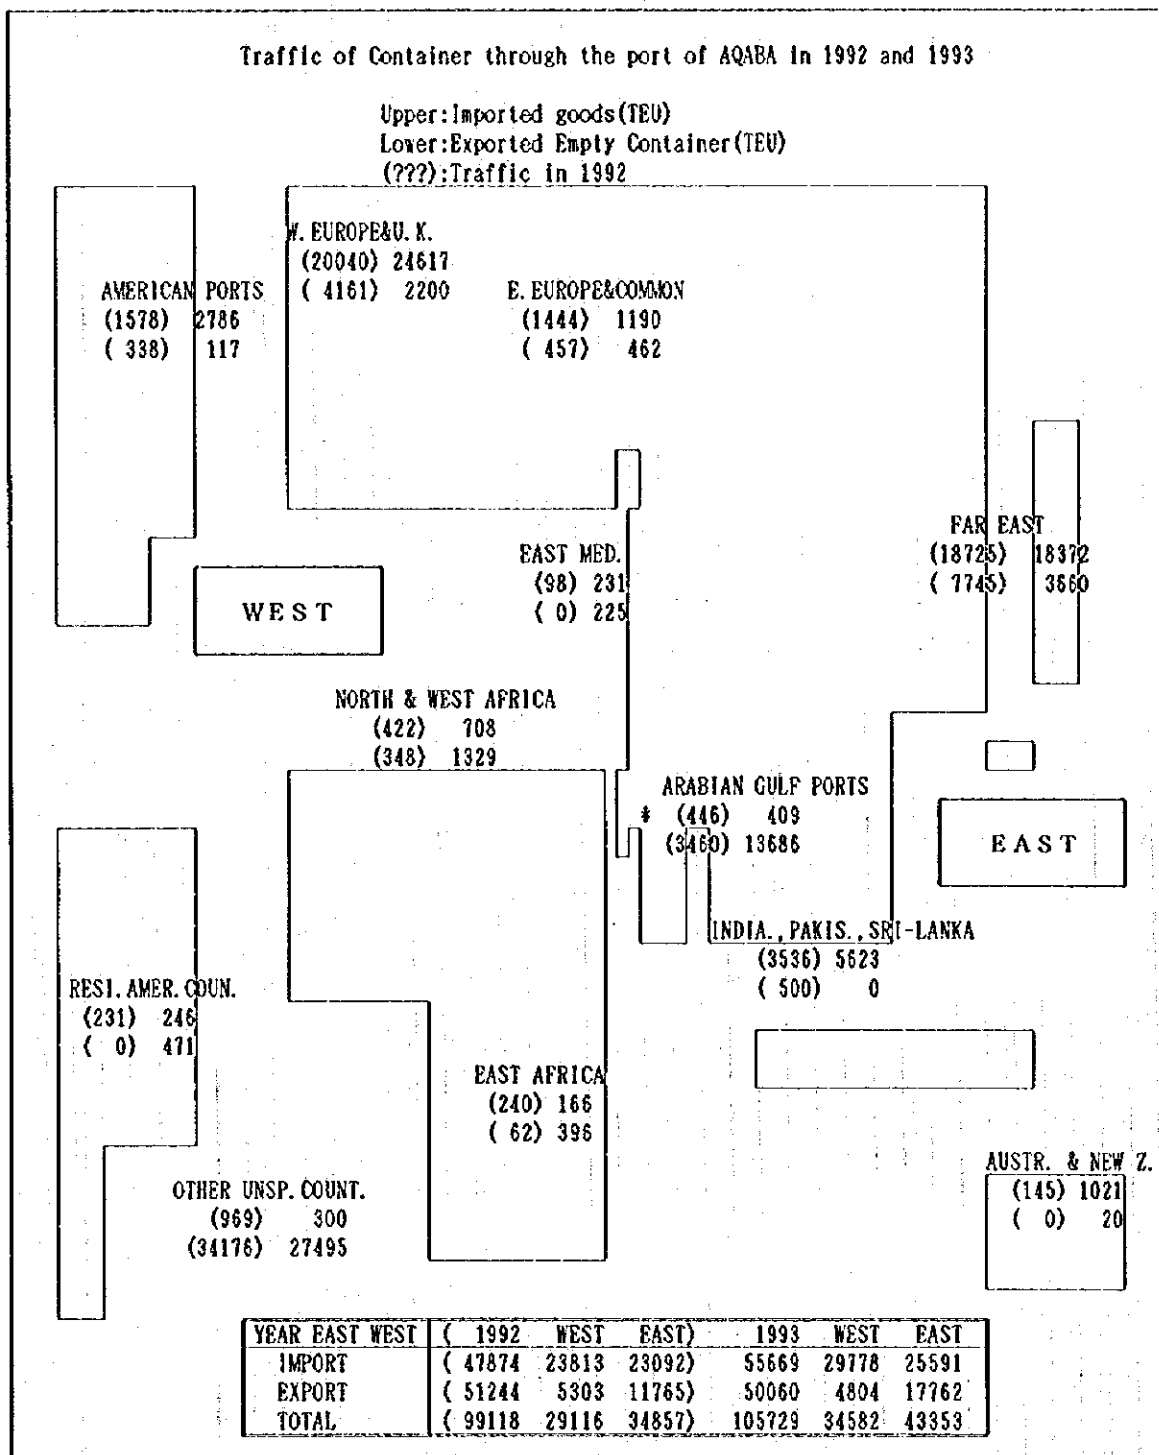 Traffic of Container through the port of AQABA in 1992 and 1993
Upper:Imported goods(TEU)
Lower:Exported Empty Container(TEU)
(???):Traffic in 1992
W.EUROPE&U.K.
(20040) 24617
( 4161) 2200
AMERICAN PORTS
(1578) 2786
( 338) 117
E.EUROPE&COMMON
(1444) 1190
( 457) 462
FAR EAST
(18725) 18372
( 7745) 3660
EAST MED.
(98) 231
( 0) 225
WEST
NORTH & WEST AFRICA
(422) 708
(348) 1329
ARABIAN GULF PORTS
* (446) 409
(3460) 13686
EAST
INDIA.,PAKIS.,SRI-LANKA
(3536) 5623
( 500) 0
RESI.AMER.COUN.
(231) 246
( 0) 471
EAST AFRICA
(240) 166
( 62) 396
AUSTR. & NEW Z.
(145) 1021
( 0) 20
OTHER UNSP.COUNT.
(969) 300
(34176) 27495
YEAR EAST WEST ( 1992 WEST EAST) 1993 WEST EAST
IMPORT ( 47874 23813 23092) 55669 29778 25591
EXPORT ( 51244 5303 11765) 50060 4804 17762
TOTAL ( 99118 29116 34857) 105729 34582 43353